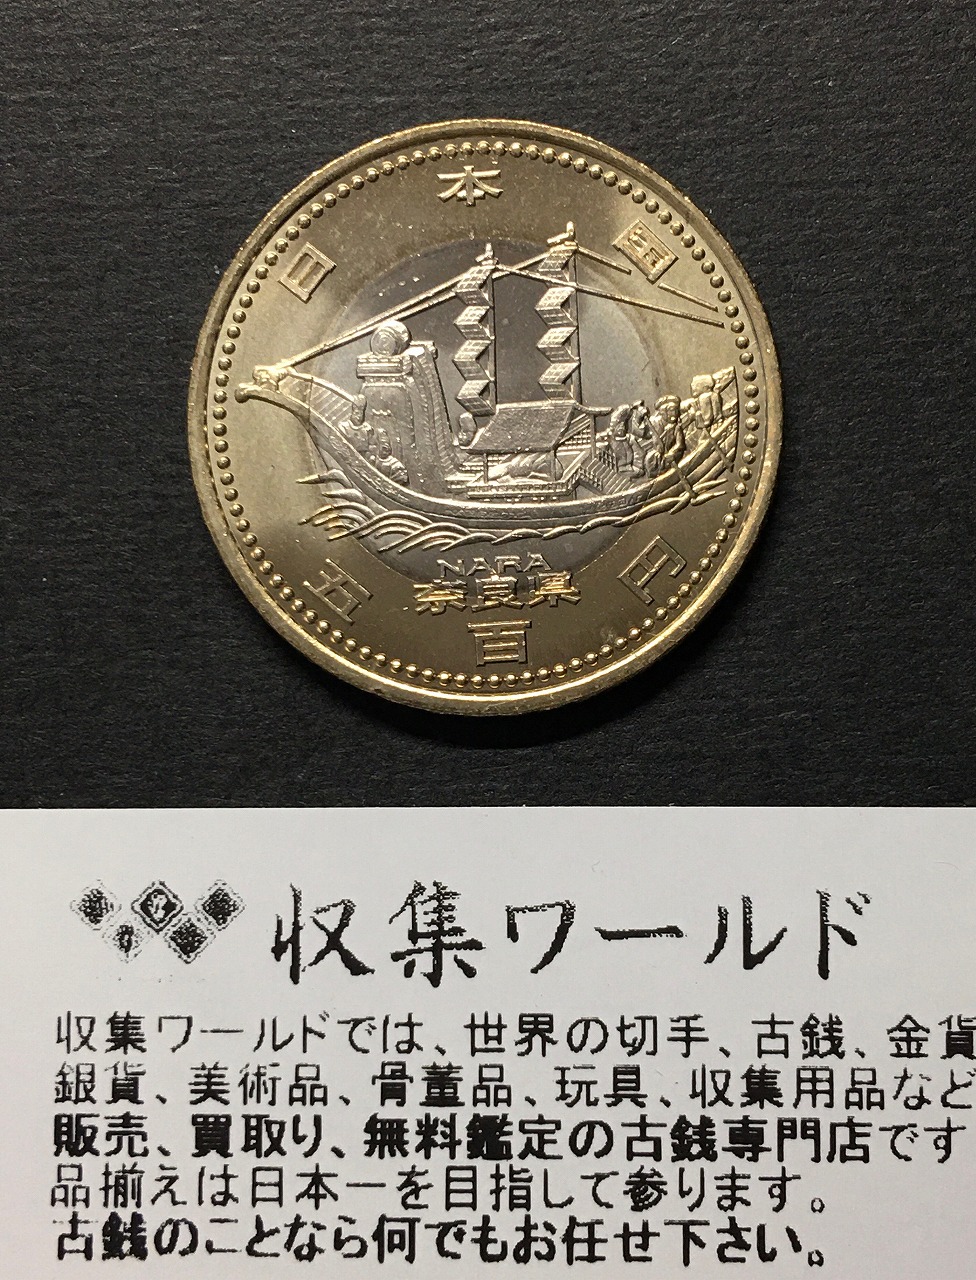 日本国
NARA
奈良県
五百円
収集ワールド
収集ワールドでは、世界の切手、古銭、金貨
銀貨、美術品、骨董品、玩具、収集用品など
販売、買取り、無料鑑定の古銭専門店です
品揃えは日本一を目指して参ります。
古銭のことなら何でもお任せ下さい。